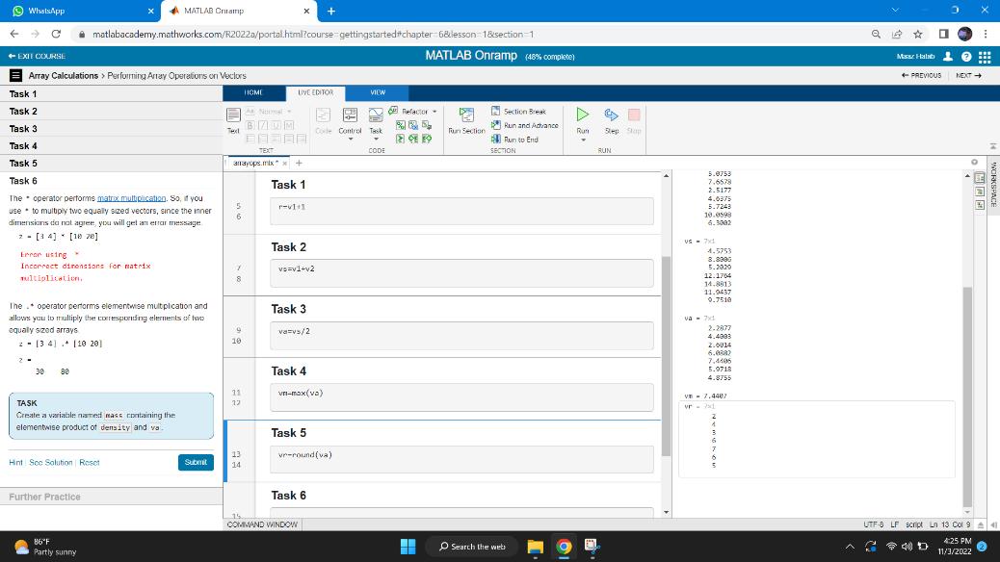 WhatsApp
MATLAB Onramp
matlabacademy.mathworks.com/R2022a/portal.html?course=gettingstarted#chapter=6&lesson=1&section=1
EXIT COURSE
MATLAB Onramp (48% complete)
Maaz Habib
Array Calculations > Performing Array Operations on Vectors
PREVIOUS
NEXT
Task 1
Task 2
Task 3
Task 4
Task 5
Task 6
The * operator performs matrix multiplication. So, if you
use * to multiply two equally sized vectors, since the inner
dimensions do not agree, you will get an error message.
z = [3 4] * [10 20]
Error using *
Incorrect dimensions for matrix
multiplication.
The .* operator performs elementwise multiplication and
allows you to multiply the corresponding elements of two
equally sized arrays.
z = [3 4] .* [10 20]
z =
30 80
TASK
Create a variable named mass containing the
elementwise product of density and va.
Hint | See Solution | Reset
Submit
Further Practice
HOME
LIVE EDITOR
VIEW
Text
Aa Normal
B I U M
TEXT
Code
Control
Task
Refactor
CODE
Run Section
Section Break
Run and Advance
Run to End
SECTION
Run
Step
Stop
RUN
arrayops.mlx *
Task 1
5
6
r=v1+1
Task 2
7
8
vs=v1+v2
Task 3
9
10
va=vs/2
Task 4
11
12
vm=max(va)
Task 5
13
14
vr=round(va)
Task 6
15
5.0753
7.6678
2.5177
4.6375
5.7243
10.0698
6.3002
vs = 7x1
4.5753
8.8006
5.2029
12.1764
14.8813
11.9437
9.7510
va = 7x1
2.2877
4.4003
2.6014
6.0882
7.4406
5.9718
4.8755
vm = 7.4407
vr = 7x1
2
4
3
6
7
6
5
WORKSPACE
COMMAND WINDOW
UTF-8 LF script Ln 13 Col 9
86°F
Partly sunny
Search the web
4:25 PM
11/3/2022
2